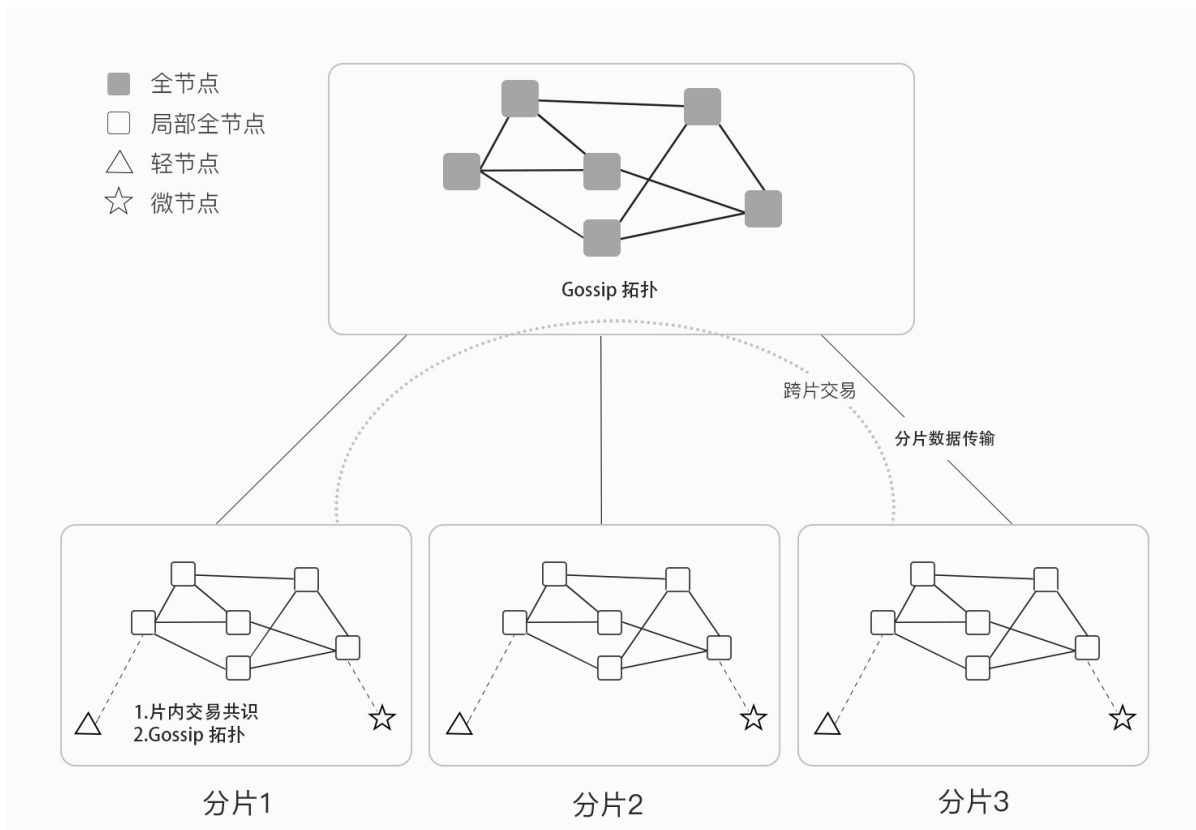 全节点
局部全节点
轻节点
微节点
Gossip 拓扑
跨片交易
分片数据传输
1.片内交易共识
2.Gossip 拓扑
分片1
分片2
分片3